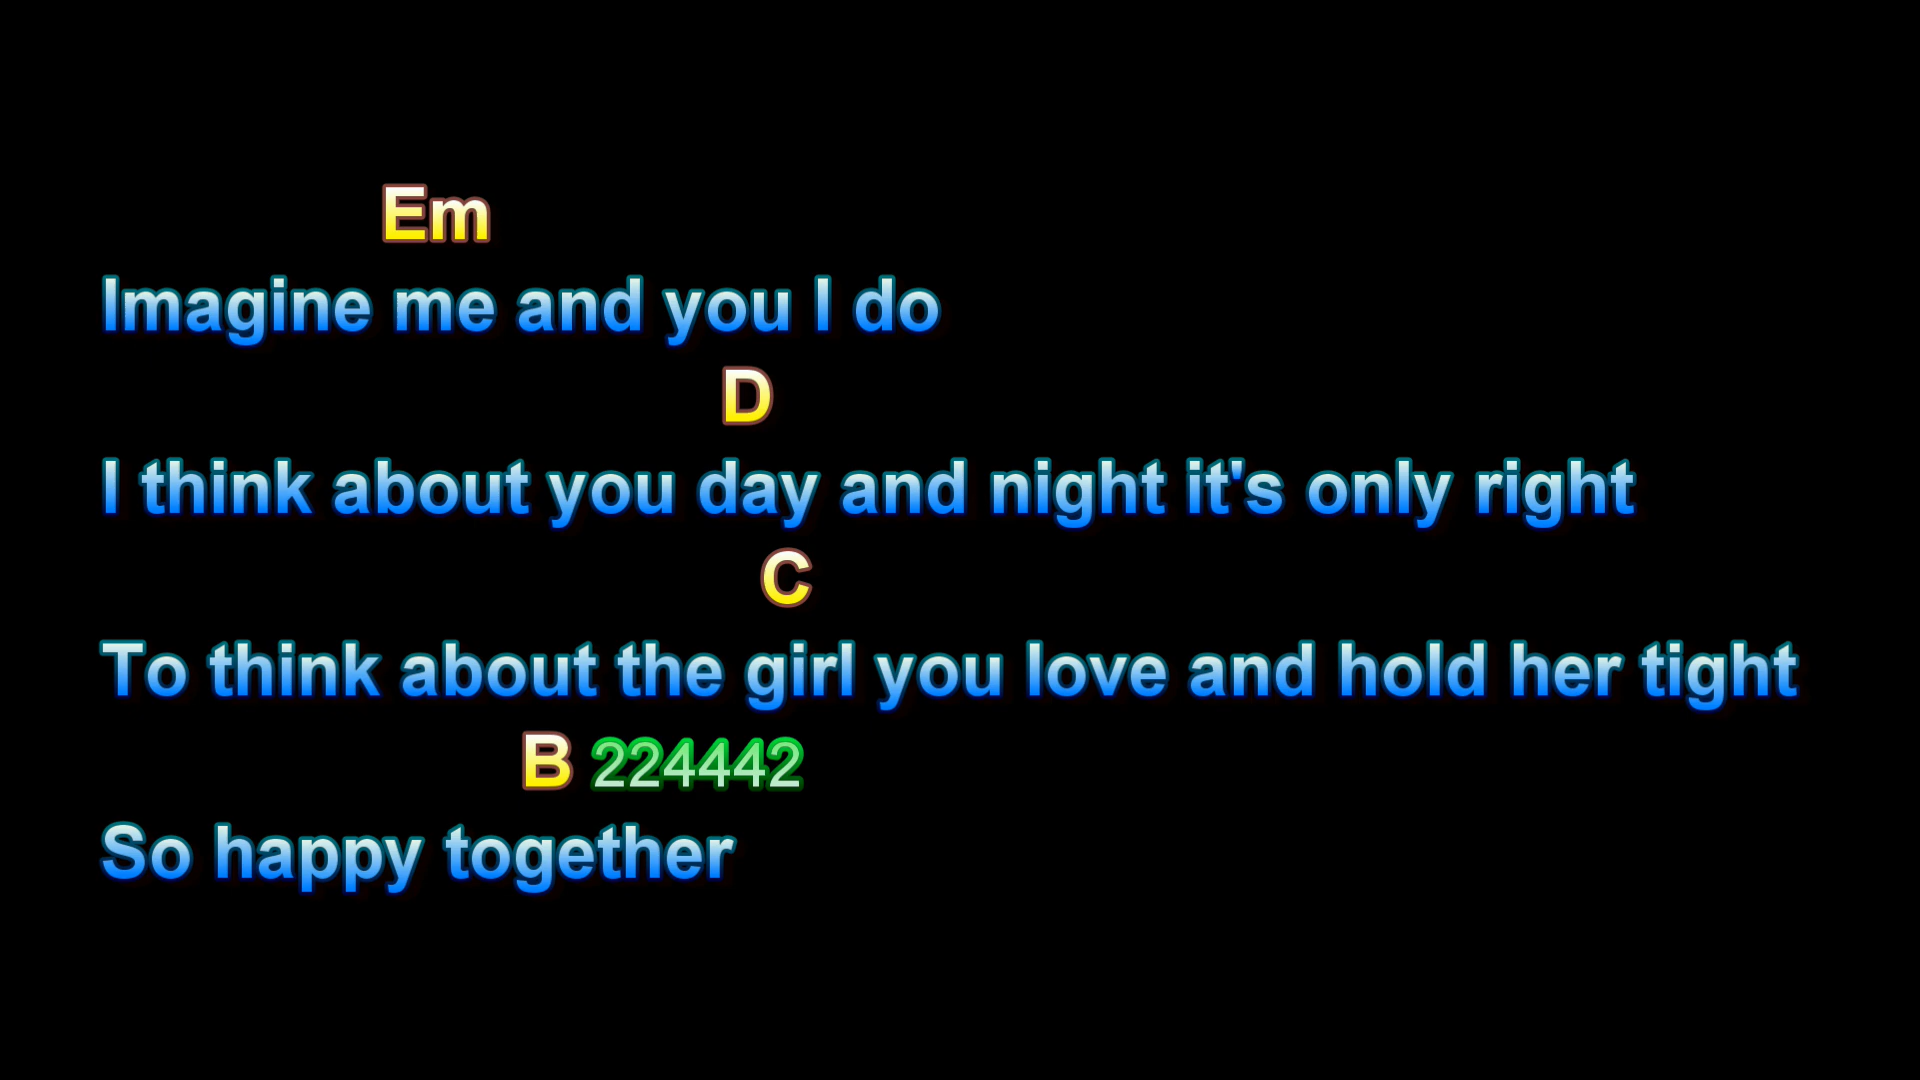 Em
Imagine me and you I do
D
I think about you day and night it's only right
C
To think about the girl you love and hold her tight
B 224442
So happy together